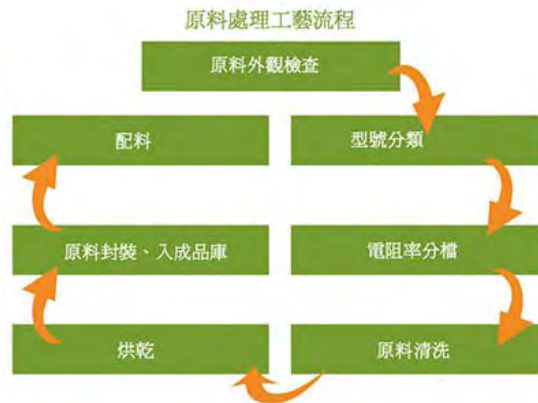 原料處理工藝流程
原料外觀檢查
型號分類
電阻率分檔
原料清洗
烘乾
原料封裝、入成品庫
配料